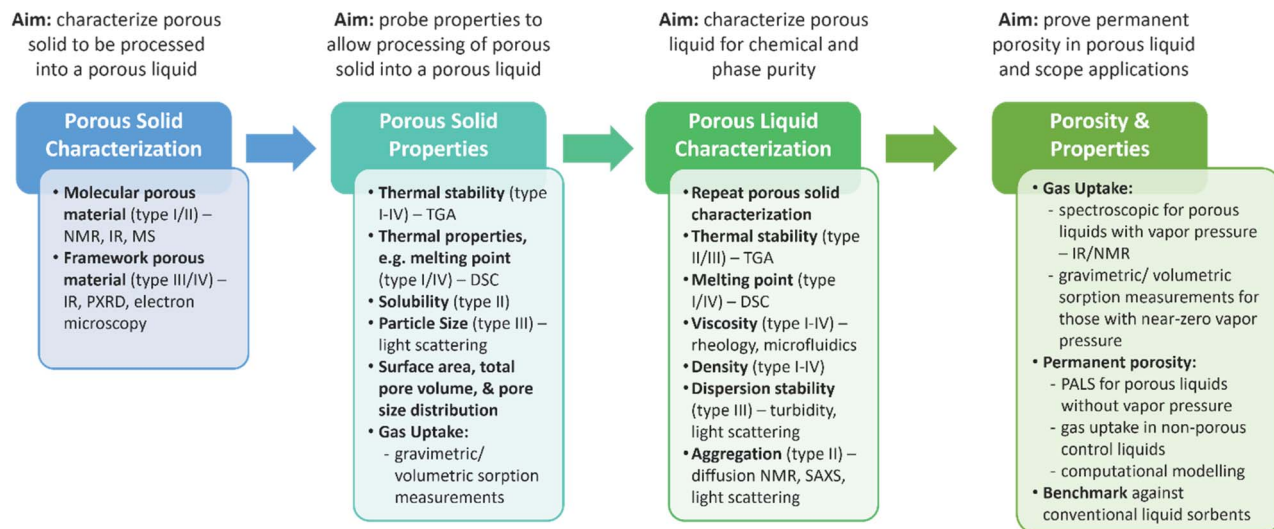 Aim: characterize porous
solid to be processed
into a porous liquid
Porous Solid
Characterization
• Molecular porous
material (type I/II) –
NMR, IR, MS
• Framework porous
material (type III/IV) –
IR, PXRD, electron
microscopy
Aim: probe properties to
allow processing of porous
solid into a porous liquid
Porous Solid
Properties
• Thermal stability (type
I-IV) – TGA
• Thermal properties,
e.g. melting point
(type I/IV) – DSC
• Solubility (type II)
• Particle Size (type III) –
light scattering
• Surface area, total
pore volume, & pore
size distribution
• Gas Uptake:
- gravimetric/
volumetric sorption
measurements
Aim: characterize porous
liquid for chemical and
phase purity
Porous Liquid
Characterization
• Repeat porous solid
characterization
• Thermal stability (type
II/III) – TGA
• Melting point (type
I/IV) – DSC
• Viscosity (type I-IV) –
rheology, microfluidics
• Density (type I-IV)
• Dispersion stability
(type III) – turbidity,
light scattering
• Aggregation (type II) –
diffusion NMR, SAXS,
light scattering
Aim: prove permanent
porosity in porous liquid
and scope applications
Porosity &
Properties
• Gas Uptake:
- spectroscopic for porous
liquids with vapor pressure
– IR/NMR
- gravimetric/ volumetric
sorption measurements for
those with near-zero vapor
pressure
• Permanent porosity:
- PALS for porous liquids
without vapor pressure
- gas uptake in non-porous
control liquids
- computational modelling
• Benchmark against
conventional liquid sorbents